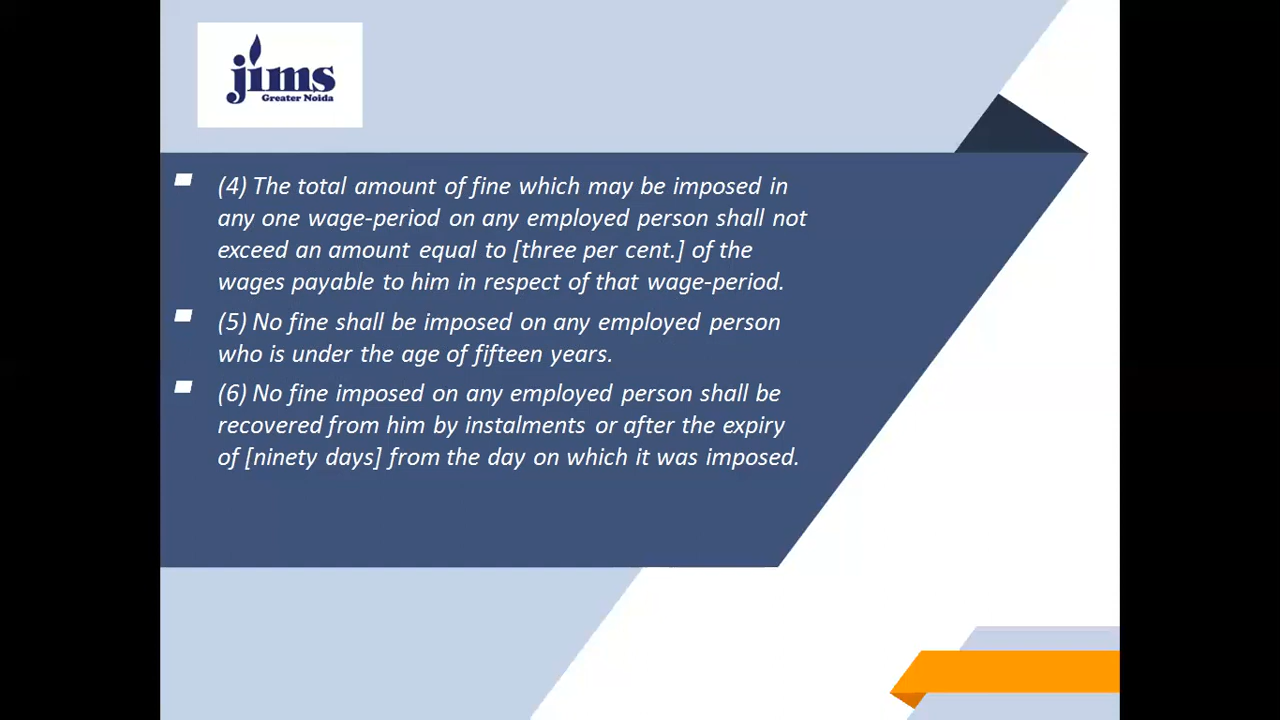 jims
Greater Noida
(4) The total amount of fine which may be imposed in
any one wage-period on any employed person shall not
exceed an amount equal to [three per cent.] of the
wages payable to him in respect of that wage-period.
(5) No fine shall be imposed on any employed person
who is under the age of fifteen years.
(6) No fine imposed on any employed person shall be
recovered from him by instalments or after the expiry
of [ninety days] from the day on which it was imposed.